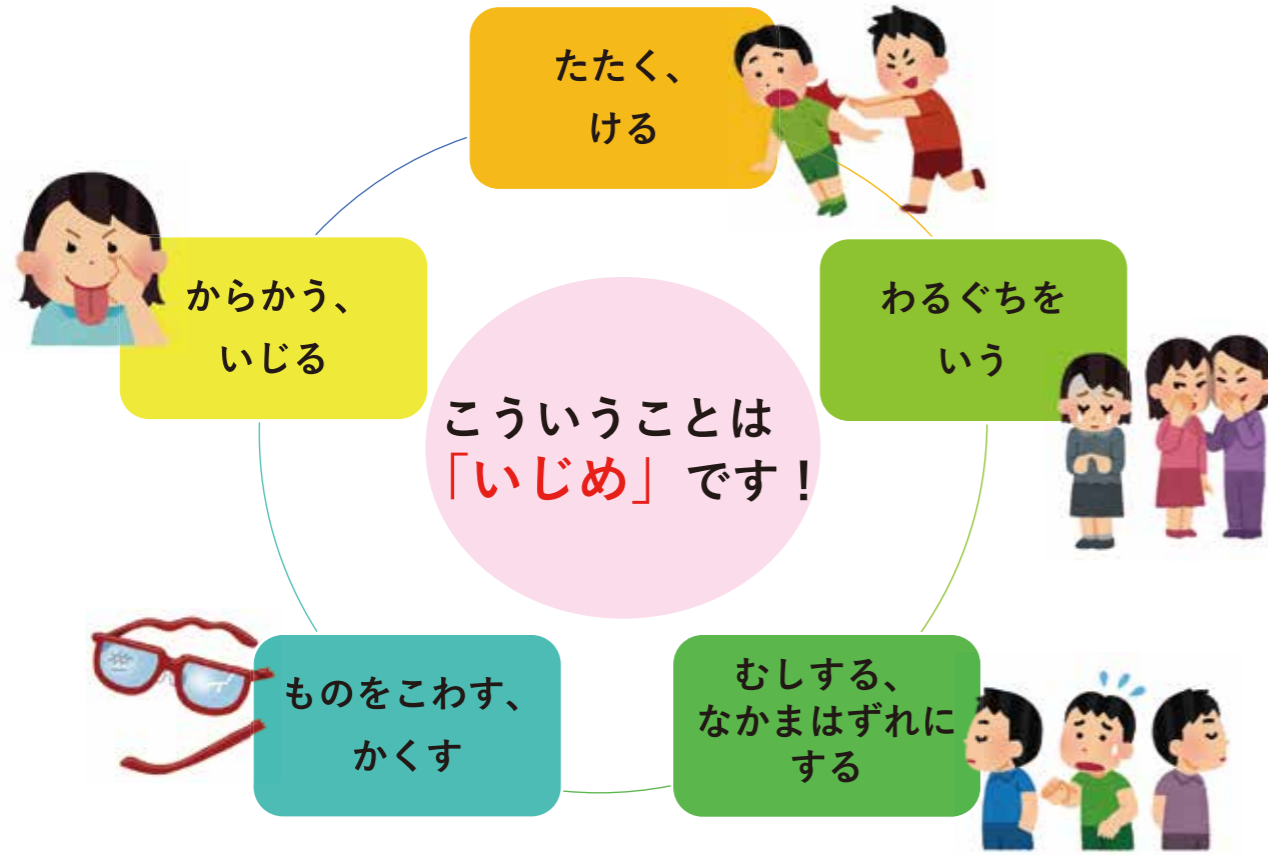 たたく、
ける
わるぐちを
いう
むしする、
なかまはずれに
する
ものをこわす、
かくす
からかう、
いじる
こういうことは
「いじめ」です！